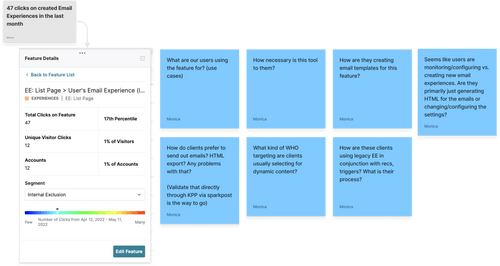 47 clicks on created Email
Experiences in the last
month
Feature Details
Back to Feature List
EE: List Page > User's Email Experience (l...
EXPERIENCES | EE: List Page
Total Clicks on Feature
47
17th Percentile
Unique Visitor Clicks
12
1% of Visitors
Accounts
12
1% of Accounts
Segment
Internal Exclusion
Few
Number of Clicks from Apr 12, 2022 - May 11,
2022
Many
Edit Feature
What are our users using
the feature for? (use
cases)
Monica
How necessary is this tool
to them?
Monica
How are they creating
email templates for this
feature?
Monica
Seems like users are
monitoring/configuring vs.
creating new email
experiences. Are they
primarily just generating
HTML for the emails or
changing/configuring the
settings?
Monica
How do clients prefer to
send out emails? HTML
export? Any problems
with that?
(Validate that directly
through KPP via sparkpost
is the way to go)
Monica
What kind of WHO
targeting are clients
usually selecting for
dynamic content?
Monica
How are these clients
using legacy EE in
conjunction with recs,
triggers? What is their
process?
Monica